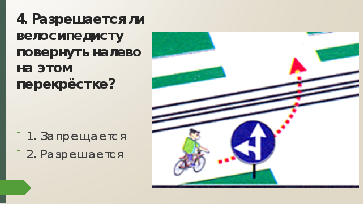 4. Разрешается ли
велосипедисту
повернуть налево
на этом
перекрёстке?
1. Запрещается
2. Разрешается